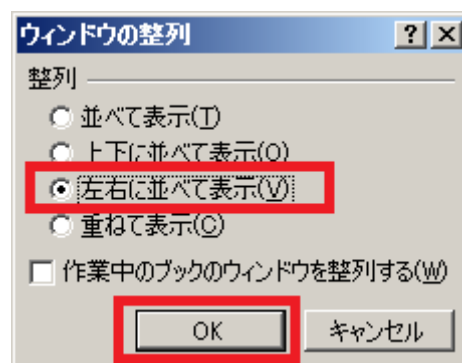 ウィンドウの整列
整列
並べて表示(T)
上下に並べて表示(O)
左右に並べて表示(V)
重ねて表示(C)
作業中のブックのウィンドウを整列する(W)
OK キャンセル